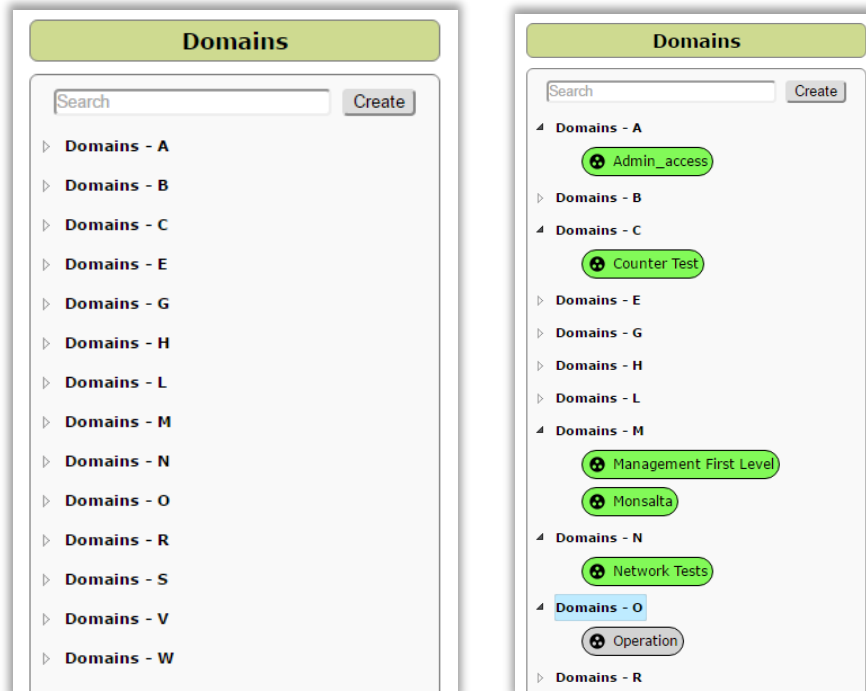 Domains
Search
Create
Domains - A
Domains - B
Domains - C
Domains - E
Domains - G
Domains - H
Domains - L
Domains - M
Domains - N
Domains - O
Domains - R
Domains - S
Domains - V
Domains - W
Domains
Search
Create
Domains - A
Admin_access
Domains - B
Domains - C
Counter Test
Domains - E
Domains - G
Domains - H
Domains - L
Domains - M
Management First Level
Monsalta
Domains - N
Network Tests
Domains - O
Operation
Domains - R